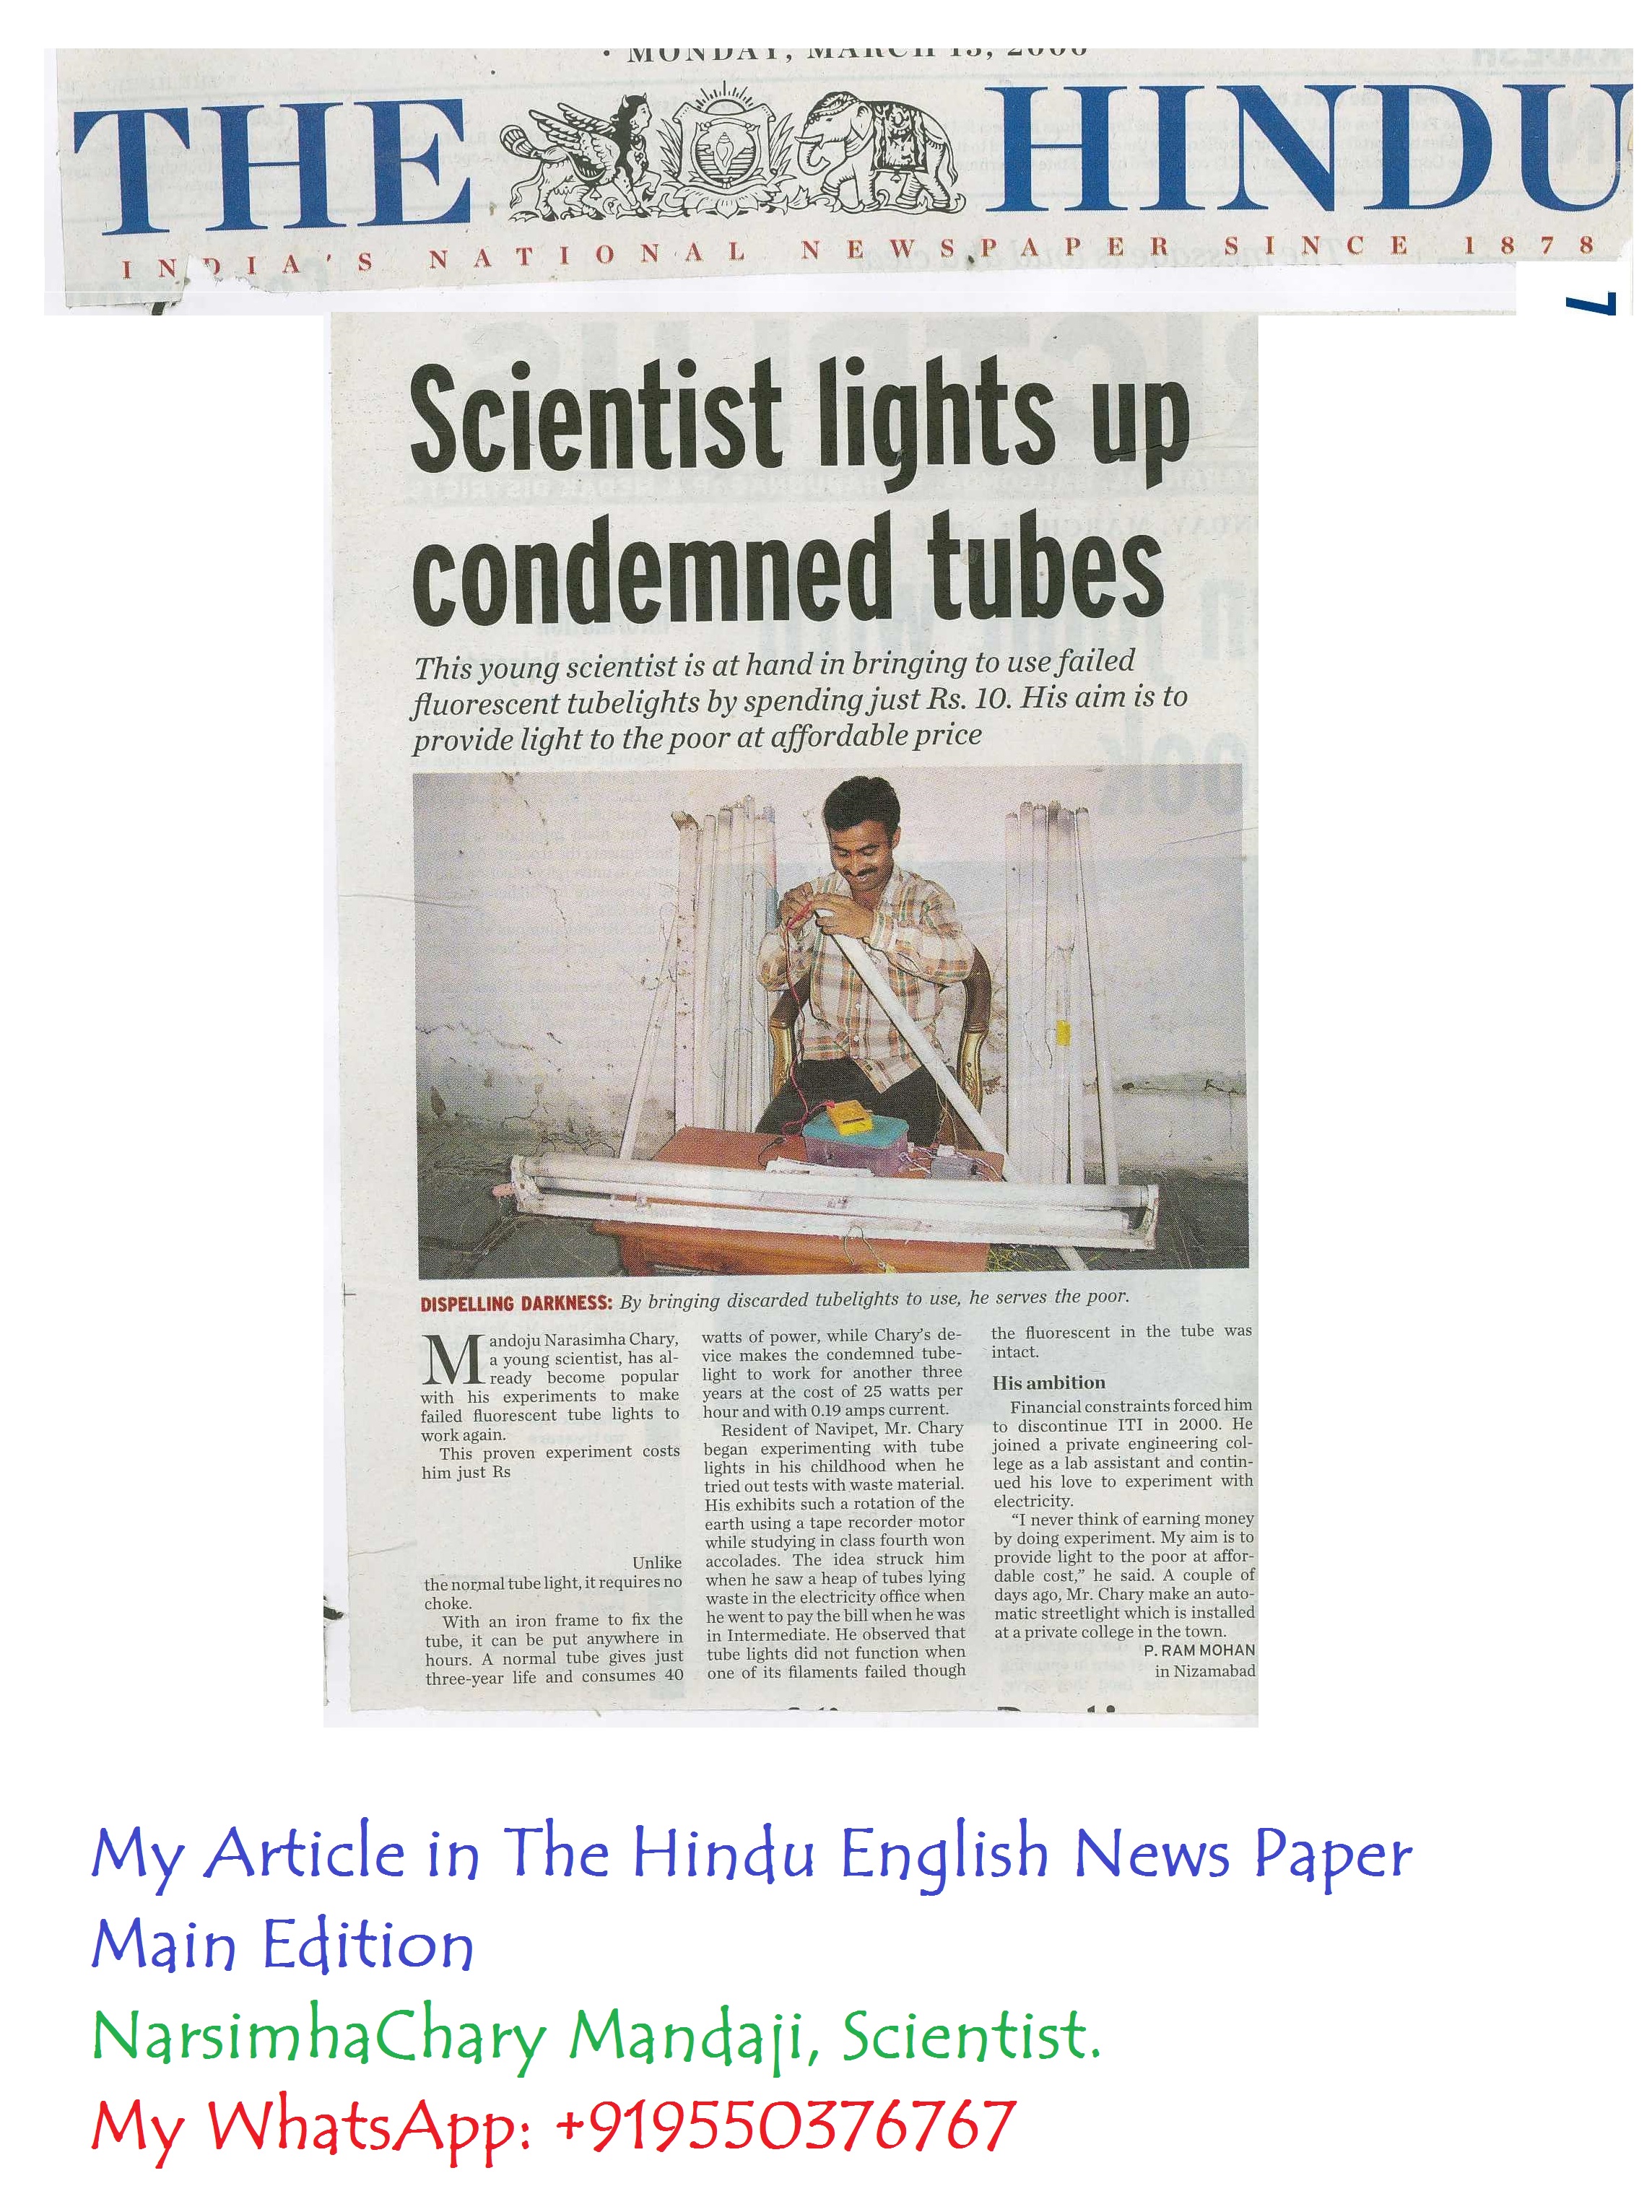 MONDAY, MARCH 13, 2006
THE HINDU
INDIA'S NATIONAL NEWSPAPER SINCE 1878
7
Scientist lights up
condemned tubes
This young scientist is at hand in bringing to use failed
fluorescent tubelights by spending just Rs. 10. His aim is to
provide light to the poor at affordable price
DISPELLING DARKNESS: By bringing discarded tubelights to use, he serves the poor.
Mandoju Narasimha Chary,
a young scientist, has al-
ready become popular
with his experiments to make
failed fluorescent tube lights to
work again.
This proven experiment costs
him just Rs
Unlike
the normal tube light, it requires no
choke.
With an iron frame to fix the
tube, it can be put anywhere in
hours. A normal tube gives just
three-year life and consumes 40
watts of power, while Chary's de-
vice makes the condemned tube-
light to work for another three
years at the cost of 25 watts per
hour and with 0.19 amps current.
Resident of Navipet, Mr. Chary
began experimenting with tube
lights in his childhood when he
tried out tests with waste material.
His exhibits such a rotation of the
earth using a tape recorder motor
while studying in class fourth won
accolades. The idea struck him
when he saw a heap of tubes lying
waste in the electricity office when
he went to pay the bill when he was
in Intermediate. He observed that
tube lights did not function when
one of its filaments failed though
the fluorescent in the tube was
intact.
His ambition
Financial constraints forced him
to discontinue ITI in 2000. He
joined a private engineering col-
lege as a lab assistant and contin-
ued his love to experiment with
electricity.
“I never think of earning money
by doing experiment. My aim is to
provide light to the poor at affor-
dable cost,” he said. A couple of
days ago, Mr. Chary make an auto-
matic streetlight which is installed
at a private college in the town.
P. RAM MOHAN
in Nizamabad
My Article in The Hindu English News Paper
Main Edition
NarsimhaChary Mandaji, Scientist.
My WhatsApp: +919550376767